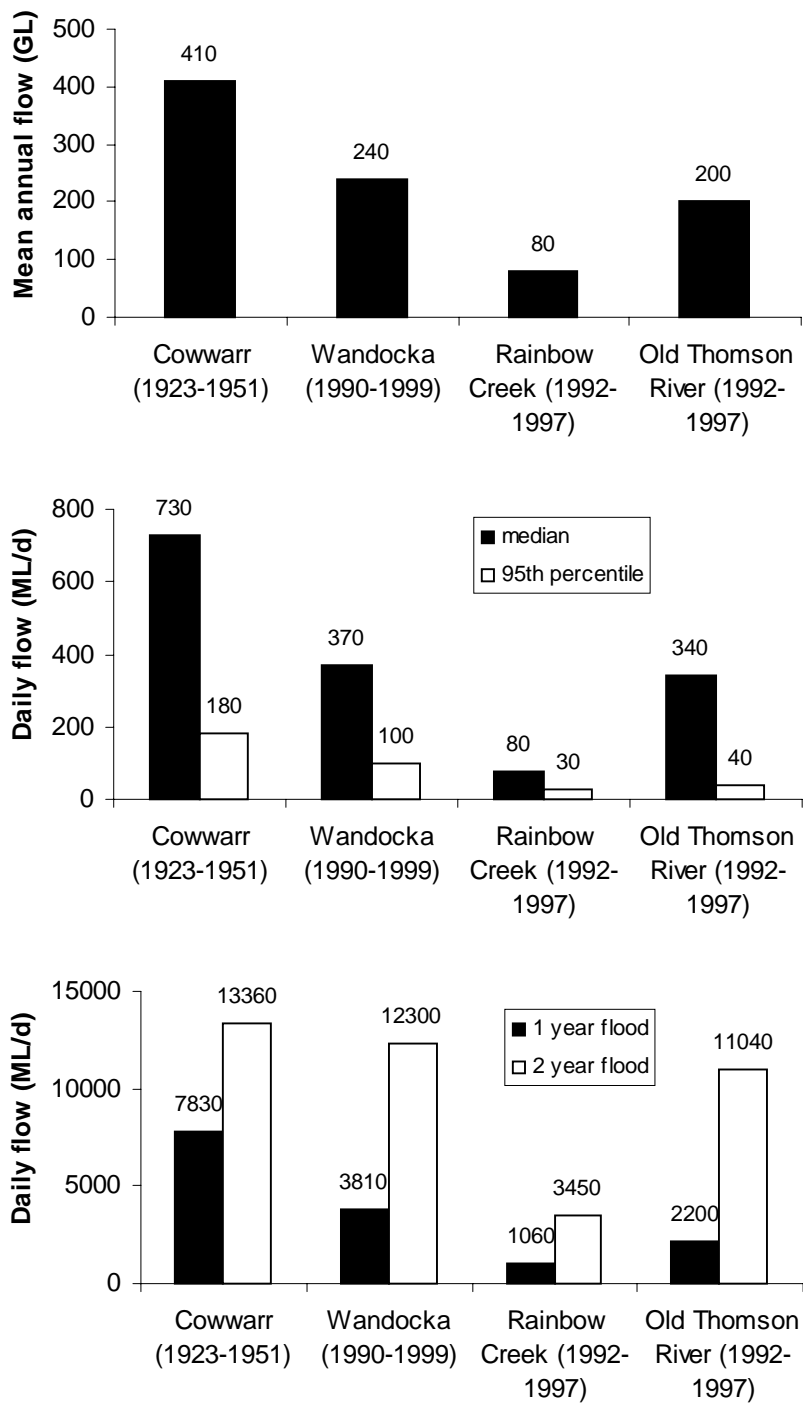 Mean annual flow (GL)
500
400
300
200
100
0
410
240
80
200
Cowwarr
(1923-1951)
Wandocka
(1990-1999)
Rainbow
Creek (1992-
1997)
Old Thomson
River (1992-
1997)
Daily flow (ML/d)
800
600
400
200
0
730
180
370
100
80
30
340
40
median
95th percentile
Cowwarr
(1923-1951)
Wandocka
(1990-1999)
Rainbow
Creek (1992-
1997)
Old Thomson
River (1992-
1997)
Daily flow (ML/d)
15000
10000
5000
0
7830
13360
3810
12300
1060
3450
2200
11040
1 year flood
2 year flood
Cowwarr
(1923-1951)
Wandocka
(1990-1999)
Rainbow
Creek (1992-
1997)
Old Thomson
River (1992-
1997)